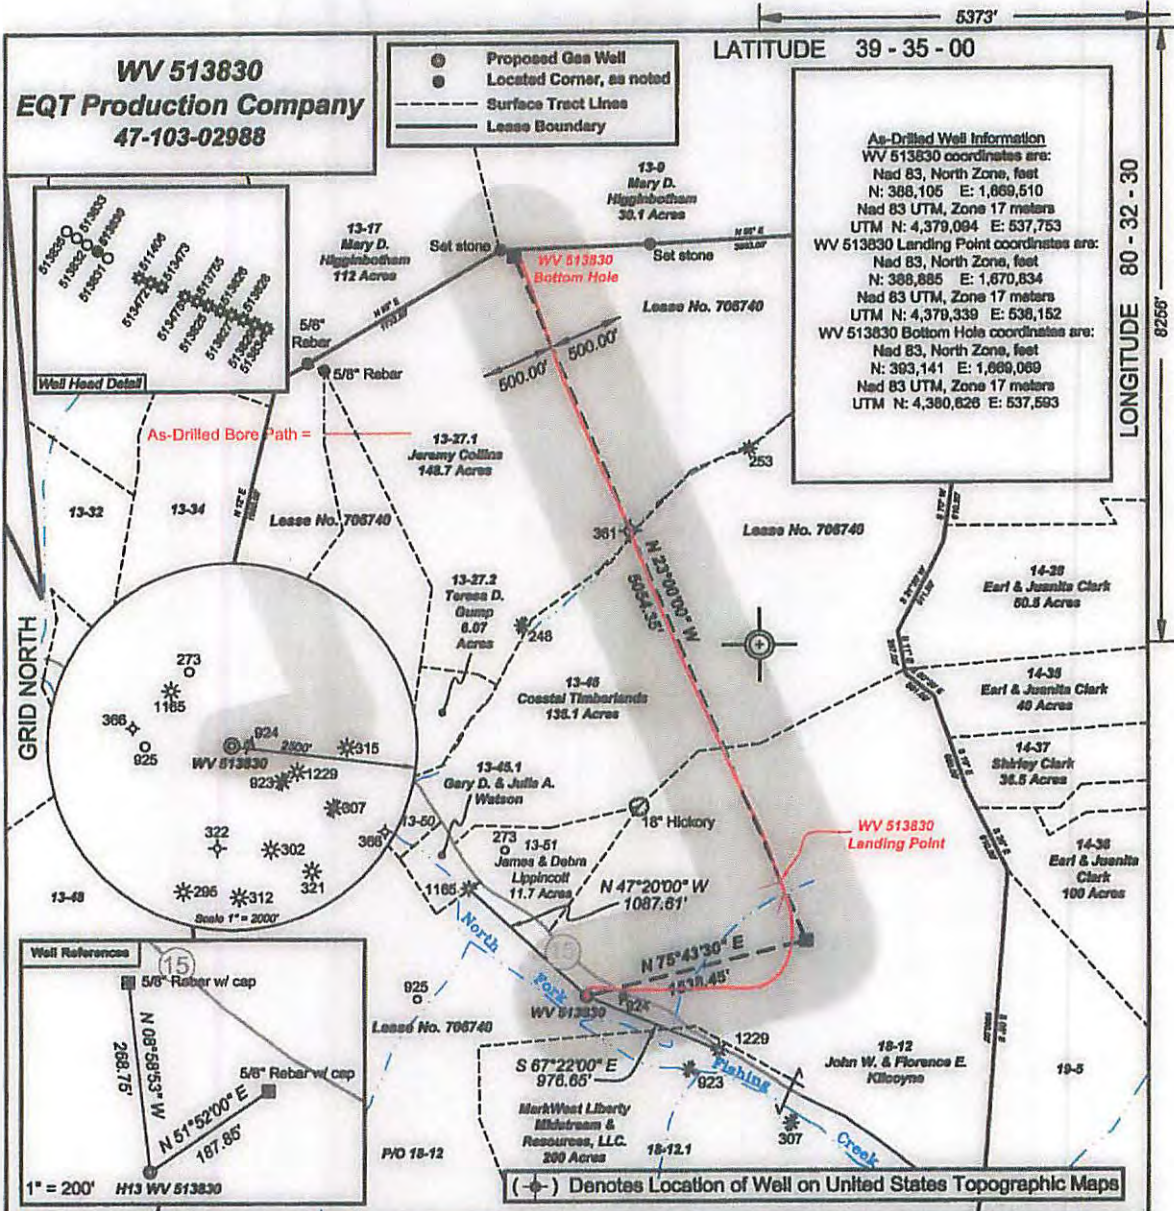 5373'
LATITUDE 39 - 35 - 00
WV 513830
EQT Production Company
47-103-02988
Proposed Gas Well
Located Corner, as noted
Surface Tract Lines
Lease Boundary
As-Drilled Well Information
WV 513830 coordinates are:
Nad 83, North Zone, feet
N: 388,105 E: 1,669,510
Nad 83 UTM, Zone 17 meters
UTM N: 4,379,094 E: 537,753
WV 513830 Landing Point coordinates are:
Nad 83, North Zone, feet
N: 388,885 E: 1,670,834
Nad 83 UTM, Zone 17 meters
UTM N: 4,379,339 E: 538,152
WV 513830 Bottom Hole coordinates are:
Nad 83, North Zone, feet
N: 393,141 E: 1,669,069
Nad 83 UTM, Zone 17 meters
UTM N: 4,380,626 E: 537,593
LONGITUDE 80 - 32 - 30
8256'
513835
513833
513832
513830
513831
511406
513472
513473
513755
Well Head Detail
13-9
Mary D.
Higginbotham
30.1 Acres
13-17
Mary D.
Higginbotham
112 Acres
Set stone
Set stone
WV 513830
Bottom Hole
Lease No. 706740
5/8"
Rebar
5/8" Rebar
500.00'
500.00'
As-Drilled Bore Path =
13-27.1
Jeremy Collins
148.7 Acres
253
13-32
13-34
Lease No. 706740
361
Lease No. 706740
N 23°00'00" W
5054.35'
13-27.2
Teresa D.
Gump
8.07
Acres
248
14-28
Earl & Juanita Clark
50.5 Acres
GRID NORTH
273
1165
366
925
924
WV 513830
2500'
315
923
1229
307
322
302
321
295
312
Scale 1" = 2000'
13-46
Coastal Timberlands
138.1 Acres
14-35
Earl & Juanita Clark
40 Acres
14-37
Shirley Clark
36.5 Acres
13-45.1
Gary D. & Julia A.
Watson
13-50
366
18" Hickory
WV 513830
Landing Point
273
13-51
James & Debra
Lippincott
11.7 Acres
14-38
Earl & Juanita
Clark
100 Acres
13-48
1165
N 47°20'00" W
1087.61'
North
Fork
Fishing
Creek
15
N 75°43'30" E
1538.45'
WV 513830
924
Well References
15
5/8" Rebar w/ cap
N 08°58'53" W
268.75'
5/8" Rebar w/ cap
N 51°52'00" E
187.85'
1" = 200'
H13 WV 513830
925
Lease No. 706740
S 67°22'00" E
976.65'
1229
923
307
18-12
John W. & Florence E.
Kilcoyne
19-5
MarkWest Liberty
Midstream &
Resources, LLC.
200 Acres
P/O 18-12
18-12.1
( ) Denotes Location of Well on United States Topographic Maps